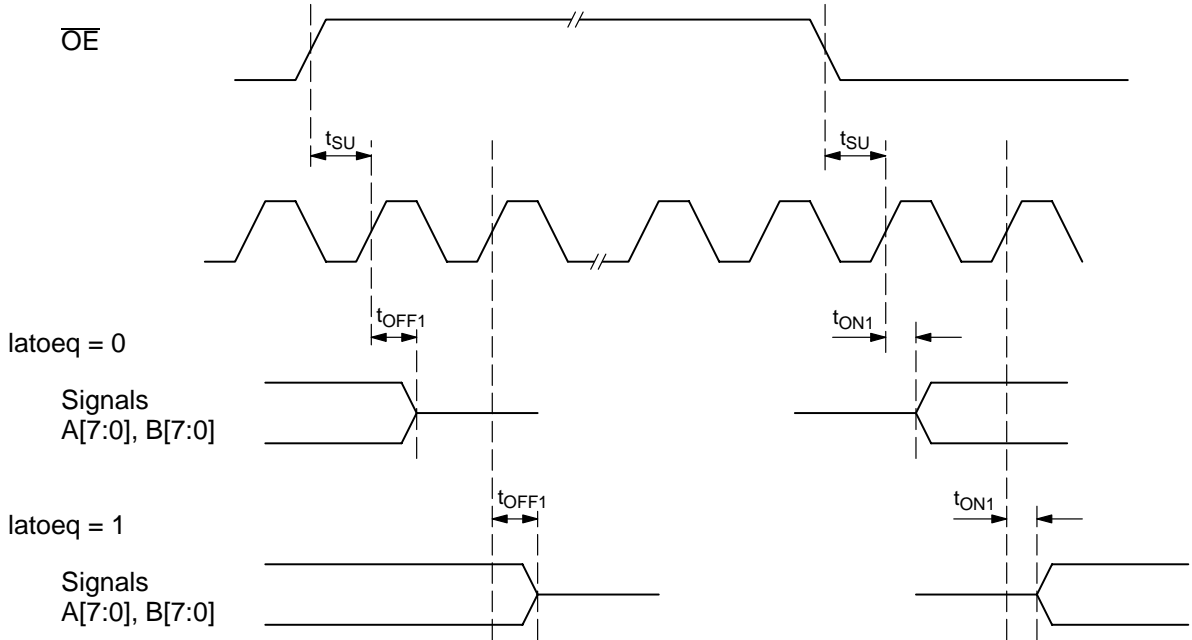 O̅E̅
tSU
tSU
tOFF1
tON1
latoeq = 0
Signals
A[7:0], B[7:0]
tOFF1
tON1
latoeq = 1
Signals
A[7:0], B[7:0]